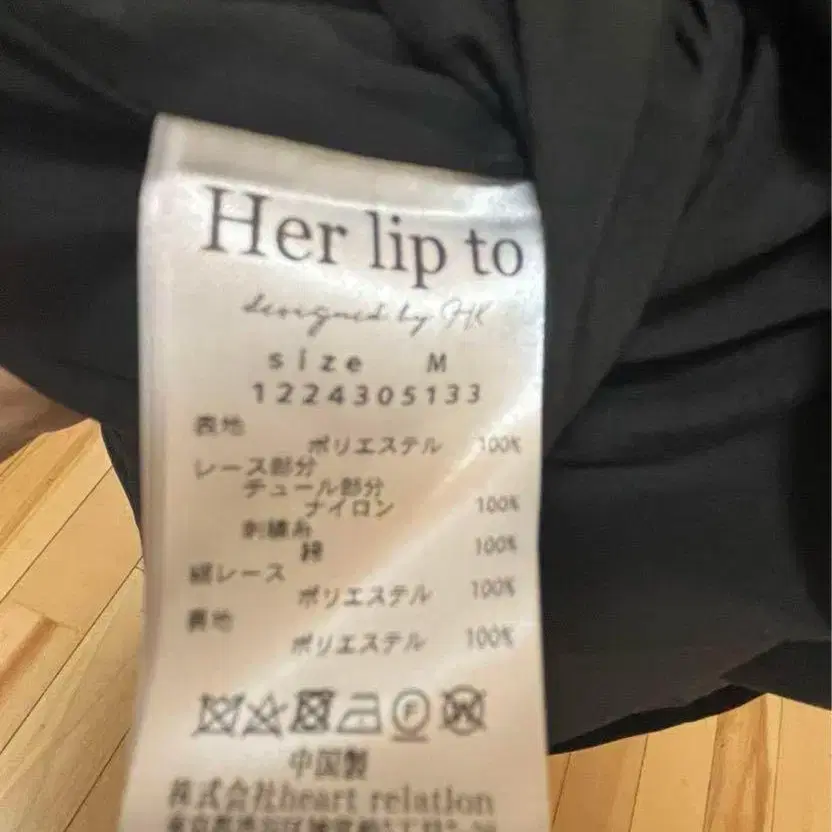 Her lip to
designed by HK
size M
1224305133
表地
ポリエステル 100%
レース部分
チュール部分
ナイロン 100%
刺繍糸
綿 100%
レース
ポリエステル 100%
裏地
ポリエステル 100%
F
W
中国製
株式会社heart relation